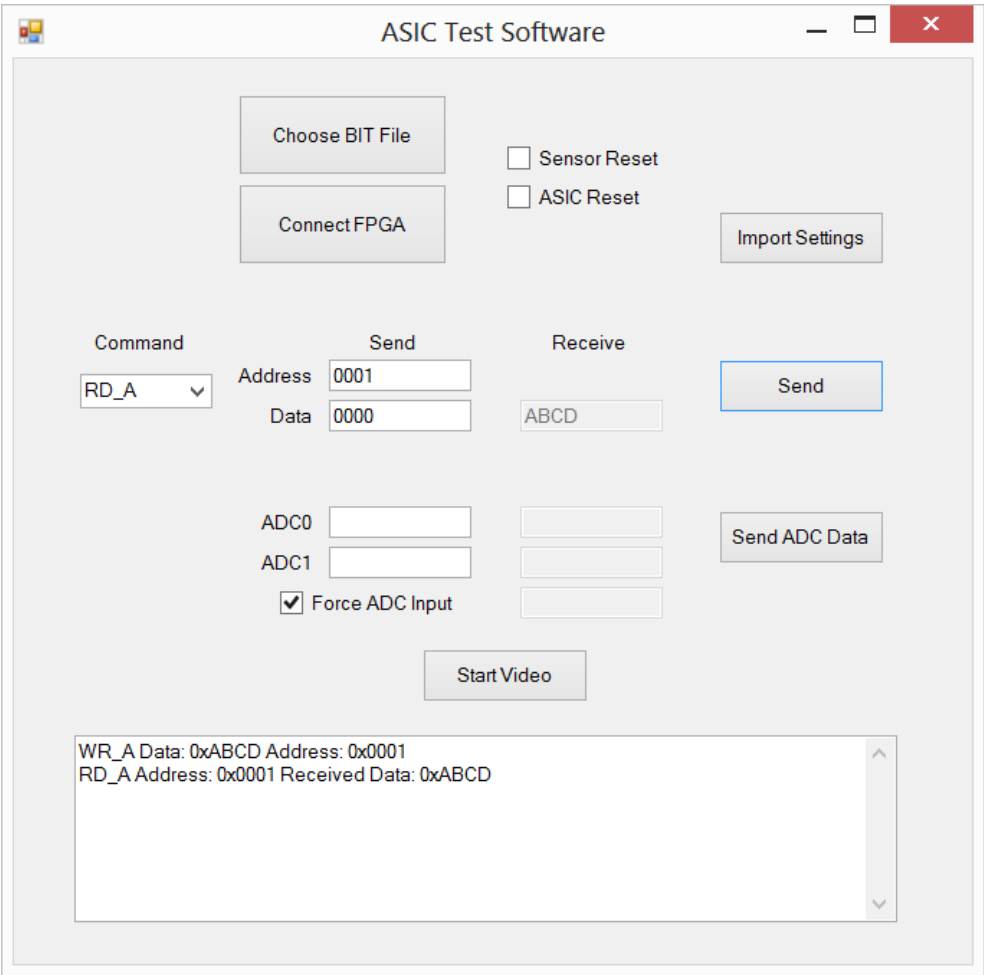 ASIC Test Software
Choose BIT File
Sensor Reset
ASIC Reset
Connect FPGA
Import Settings
Command Send Receive
RD_A Address 0001 Send
Data 0000 ABCD
ADC0
Send ADC Data
ADC1
Force ADC Input
Start Video
WR_A Data: 0xABCD Address: 0x0001
RD_A Address: 0x0001 Received Data: 0xABCD